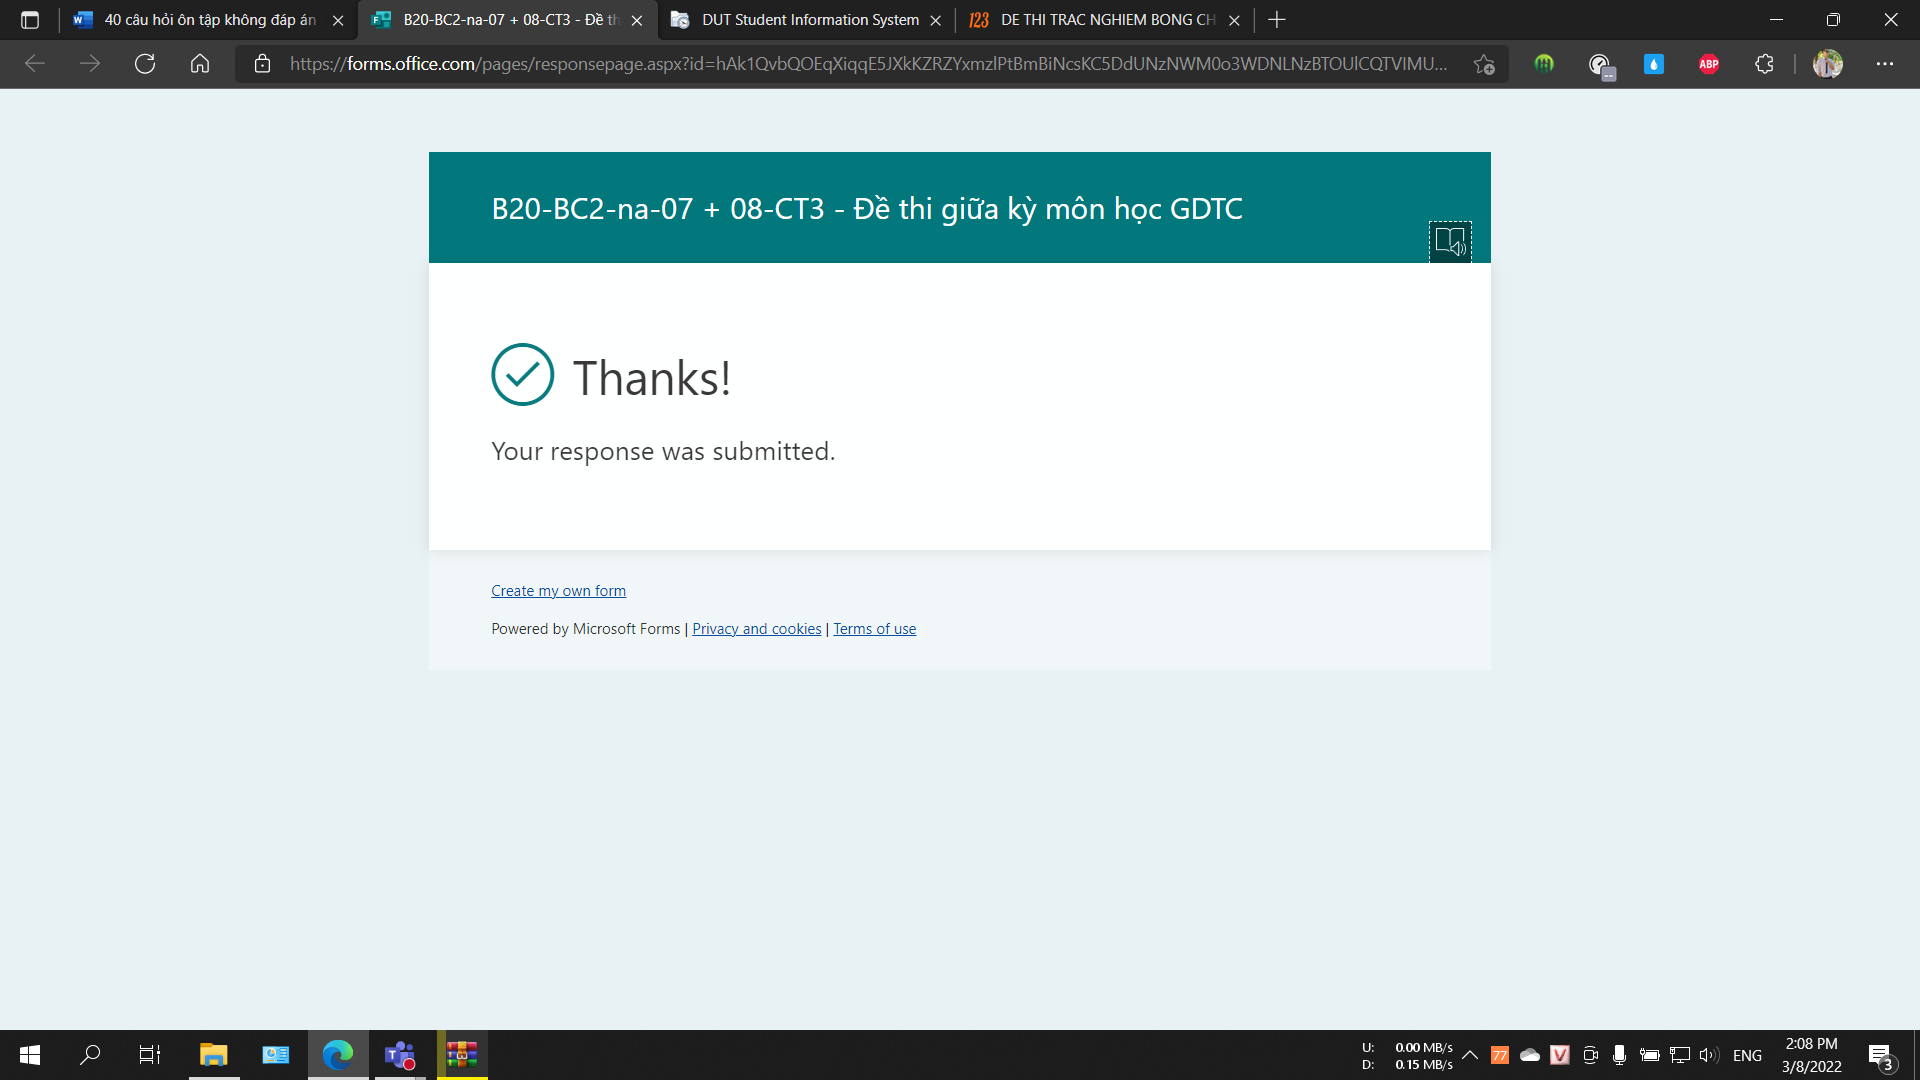 40 câu hỏi ôn tập không đáp án
B20-BC2-na-07 + 08-CT3 - Đề th
DUT Student Information System
123
DE THI TRAC NGHIEM BONG CH
https://forms.office.com/pages/responsepage.aspx?id=hAk1QvbQOEqXiqqE5JXkKZRZYxmzlPtBmBiNcsKC5DdUNzNWM0o3WDNLNzBTOUlCQTVIMU...
ABP
B20-BC2-na-07 + 08-CT3 - Đề thi giữa kỳ môn học GDTC
Thanks!
Your response was submitted.
Create my own form
Powered by Microsoft Forms | Privacy and cookies | Terms of use
U: 0.00 MB/s
D: 0.15 MB/s
77
V
ENG
2:08 PM
3/8/2022
3